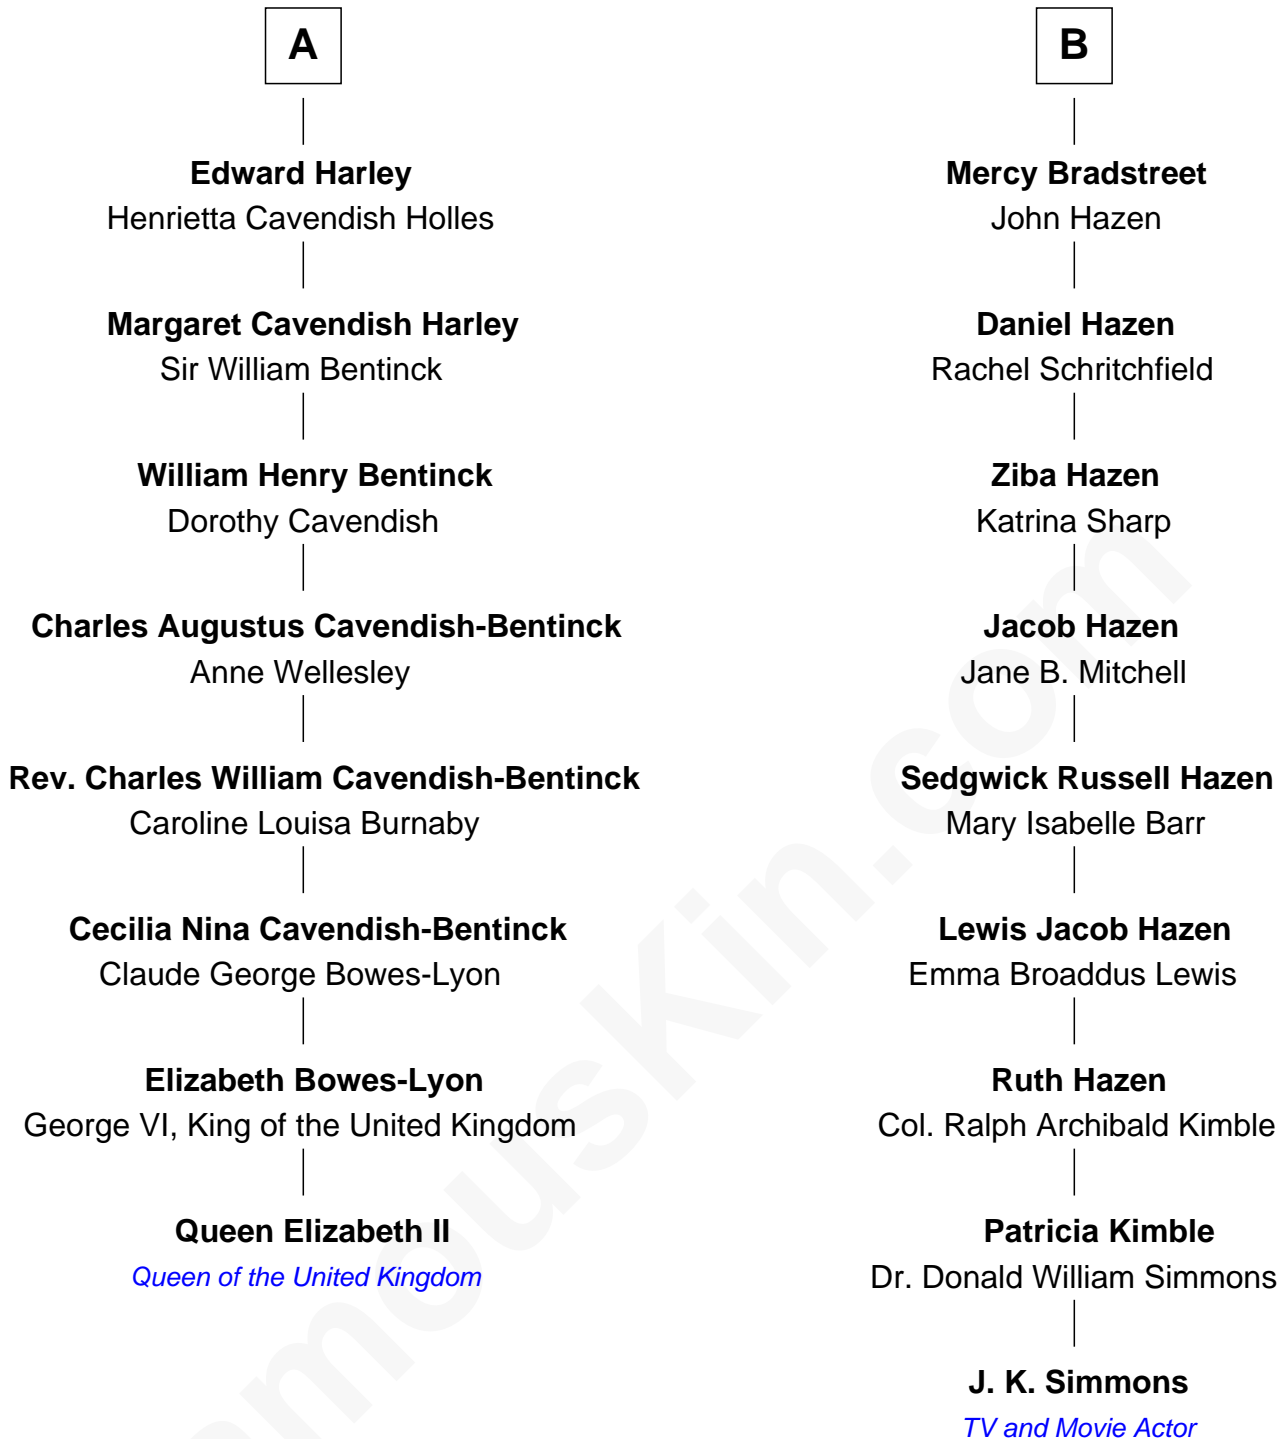 A
Edward Harley
Henrietta Cavendish Holles
Margaret Cavendish Harley
Sir William Bentinck
William Henry Bentinck
Dorothy Cavendish
Charles Augustus Cavendish-Bentinck
Anne Wellesley
Rev. Charles William Cavendish-Bentinck
Caroline Louisa Burnaby
Cecilia Nina Cavendish-Bentinck
Claude George Bowes-Lyon
Elizabeth Bowes-Lyon
George VI, King of the United Kingdom
Queen Elizabeth II
Queen of the United Kingdom
B
Mercy Bradstreet
John Hazen
Daniel Hazen
Rachel Schritchfield
Ziba Hazen
Katrina Sharp
Jacob Hazen
Jane B. Mitchell
Sedgwick Russell Hazen
Mary Isabelle Barr
Lewis Jacob Hazen
Emma Broaddus Lewis
Ruth Hazen
Col. Ralph Archibald Kimble
Patricia Kimble
Dr. Donald William Simmons
J. K. Simmons
TV and Movie Actor
amouskin.com